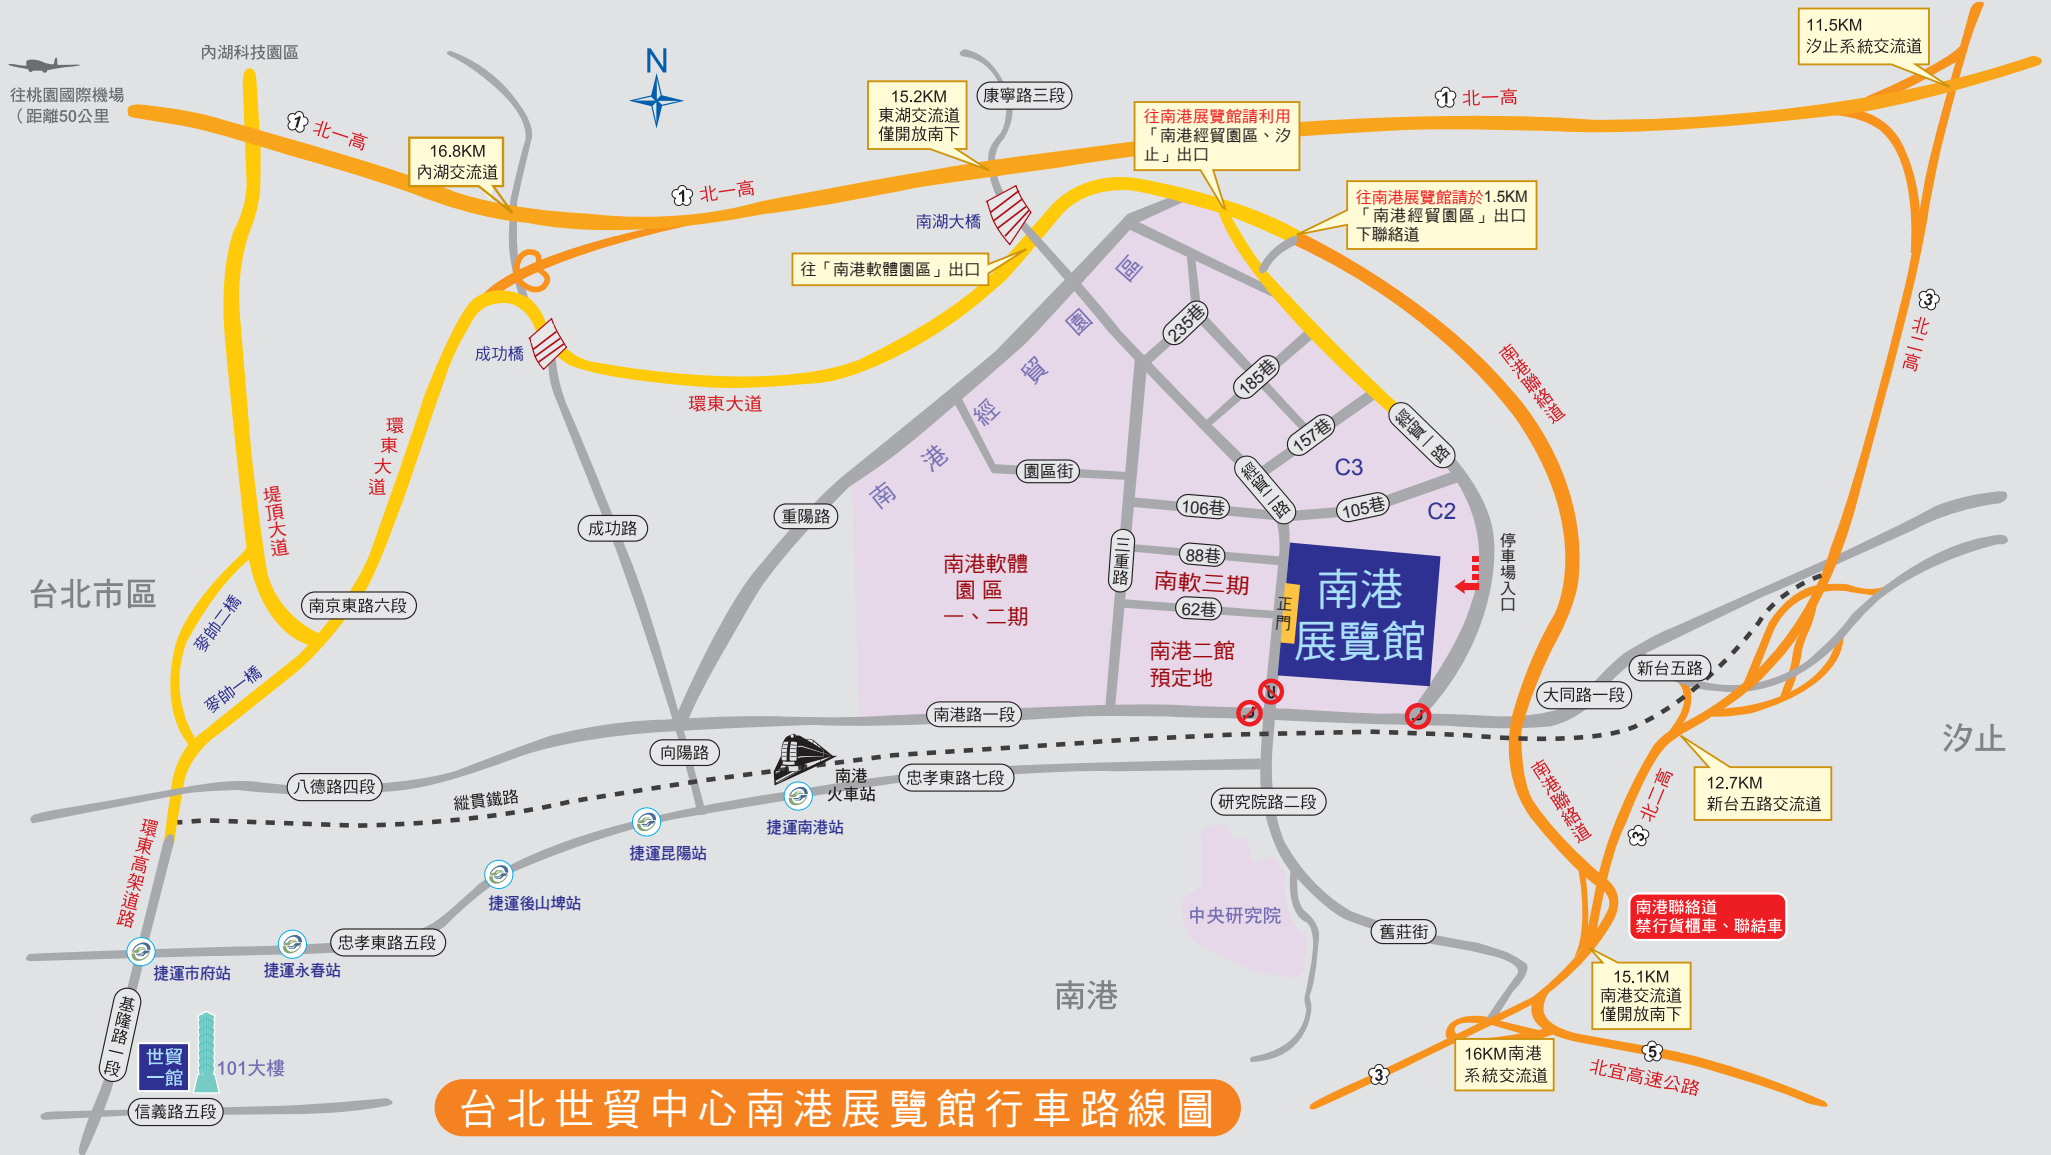 內湖科技園區
往桃園國際機場
（距離50公里
N
1
北一高
16.8KM
內湖交流道
1
北一高
15.2KM
東湖交流道
僅開放南下
康寧路三段
往南港展覽館請利用
「南港經貿園區、汐
止」出口
1
北一高
11.5KM
汐止系統交流道
往南港展覽館請於1.5KM
「南港經貿園區」出口
下聯絡道
南湖大橋
往「南港軟體園區」出口
成功橋
環東大道
環東大道
堤頂大道
南港經貿園區
235巷
185巷
157巷
經貿一路
經貿二路
C3
C2
105巷
106巷
88巷
62巷
園區街
三重路
重陽路
成功路
南港聯絡道
3
北二高
台北市區
麥帥二橋
麥帥一橋
南京東路六段
南港軟體
園區
一、二期
南軟三期
南港二館
預定地
正門
南港
展覽館
停車場入口
新台五路
大同路一段
汐止
南港路一段
向陽路
八德路四段
縱貫鐵路
南港
火車站
忠孝東路七段
捷運南港站
捷運昆陽站
捷運後山埤站
忠孝東路五段
捷運永春站
捷運市府站
環東高架道路
基隆路一段
世貿
一館
101大樓
信義路五段
研究院路二段
中央研究院
舊莊街
南港
南港聯絡道
3
北二高
12.7KM
新台五路交流道
南港聯絡道
禁行貨櫃車、聯結車
15.1KM
南港交流道
僅開放南下
16KM南港
系統交流道
3
5
北宜高速公路
台北世貿中心南港展覽館行車路線圖